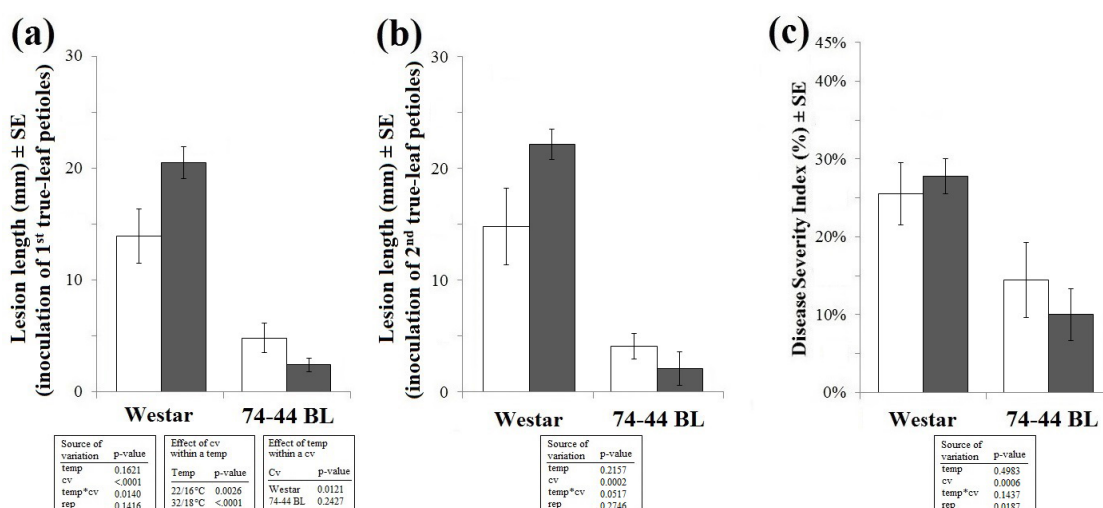 (a)
Lesion length (mm) ± SE
(inoculation of 1st true-leaf petioles)
30
20
10
0
Westar 74-44 BL
Source of
variation p-value
temp 0.1621
cv <.0001
temp*cv 0.0140
rep 0.1416
Effect of cv
within a temp
Temp p-value
22/16°C 0.0026
32/18°C <.0001
Effect of temp
within a cv
Cv p-value
Westar 0.0121
74-44 BL 0.2427
(b)
Lesion length (mm) ± SE
(inoculation of 2nd true-leaf petioles)
30
20
10
0
Westar 74-44 BL
Source of
variation p-value
temp 0.2157
cv 0.0002
temp*cv 0.0517
rep 0.2746
(c)
Disease Severity Index (%) ± SE
45%
40%
30%
20%
10%
0%
Westar 74-44 BL
Source of
variation p-value
temp 0.4983
cv 0.0006
temp*cv 0.1437
rep 0.0187